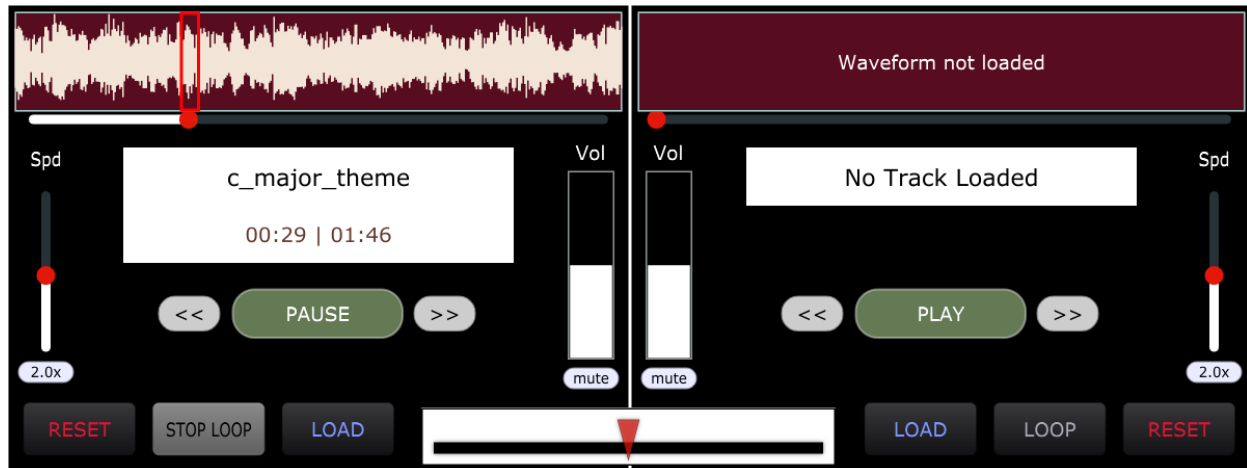 Waveform not loaded
Spd
c_major_theme
00:29 | 01:46
Vol
Vol
No Track Loaded
Spd
<<
PAUSE
>>
<<
PLAY
>>
2.0x
mute
mute
2.0x
RESET
STOP LOOP
LOAD
LOAD
LOOP
RESET